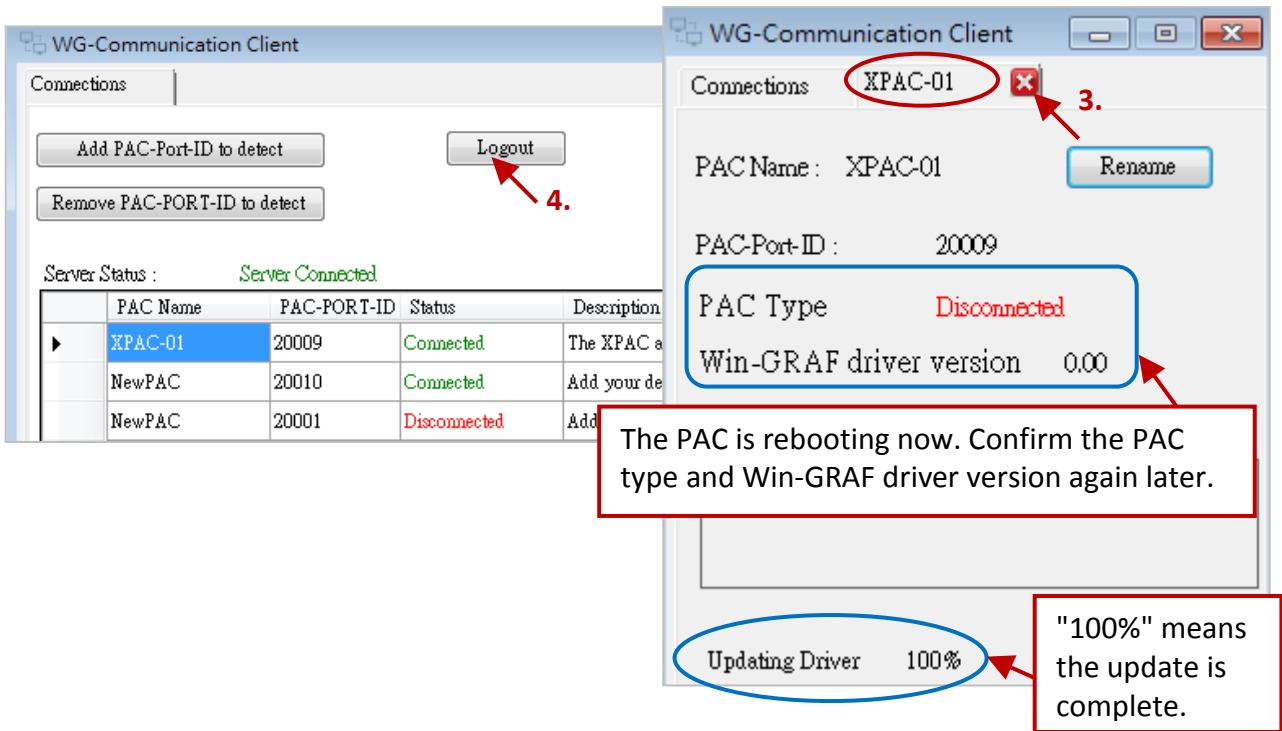 WG-Communication Client
Connections
Add PAC-Port-ID to detect
Logout
4.
Remove PAC-PORT-ID to detect
Server Status : Server Connected
PAC Name PAC-PORT-ID Status Description
XPAC-01 20009 Connected The XPAC a
NewPAC 20010 Connected Add your de
NewPAC 20001 Disconnected Add
WG-Communication Client
Connections XPAC-01
3.
PAC Name : XPAC-01 Rename
PAC-Port-ID : 20009
PAC Type Disconnected
Win-GRAF driver version 0.00
The PAC is rebooting now. Confirm the PAC
type and Win-GRAF driver version again later.
Updating Driver 100%
"100%" means
the update is
complete.